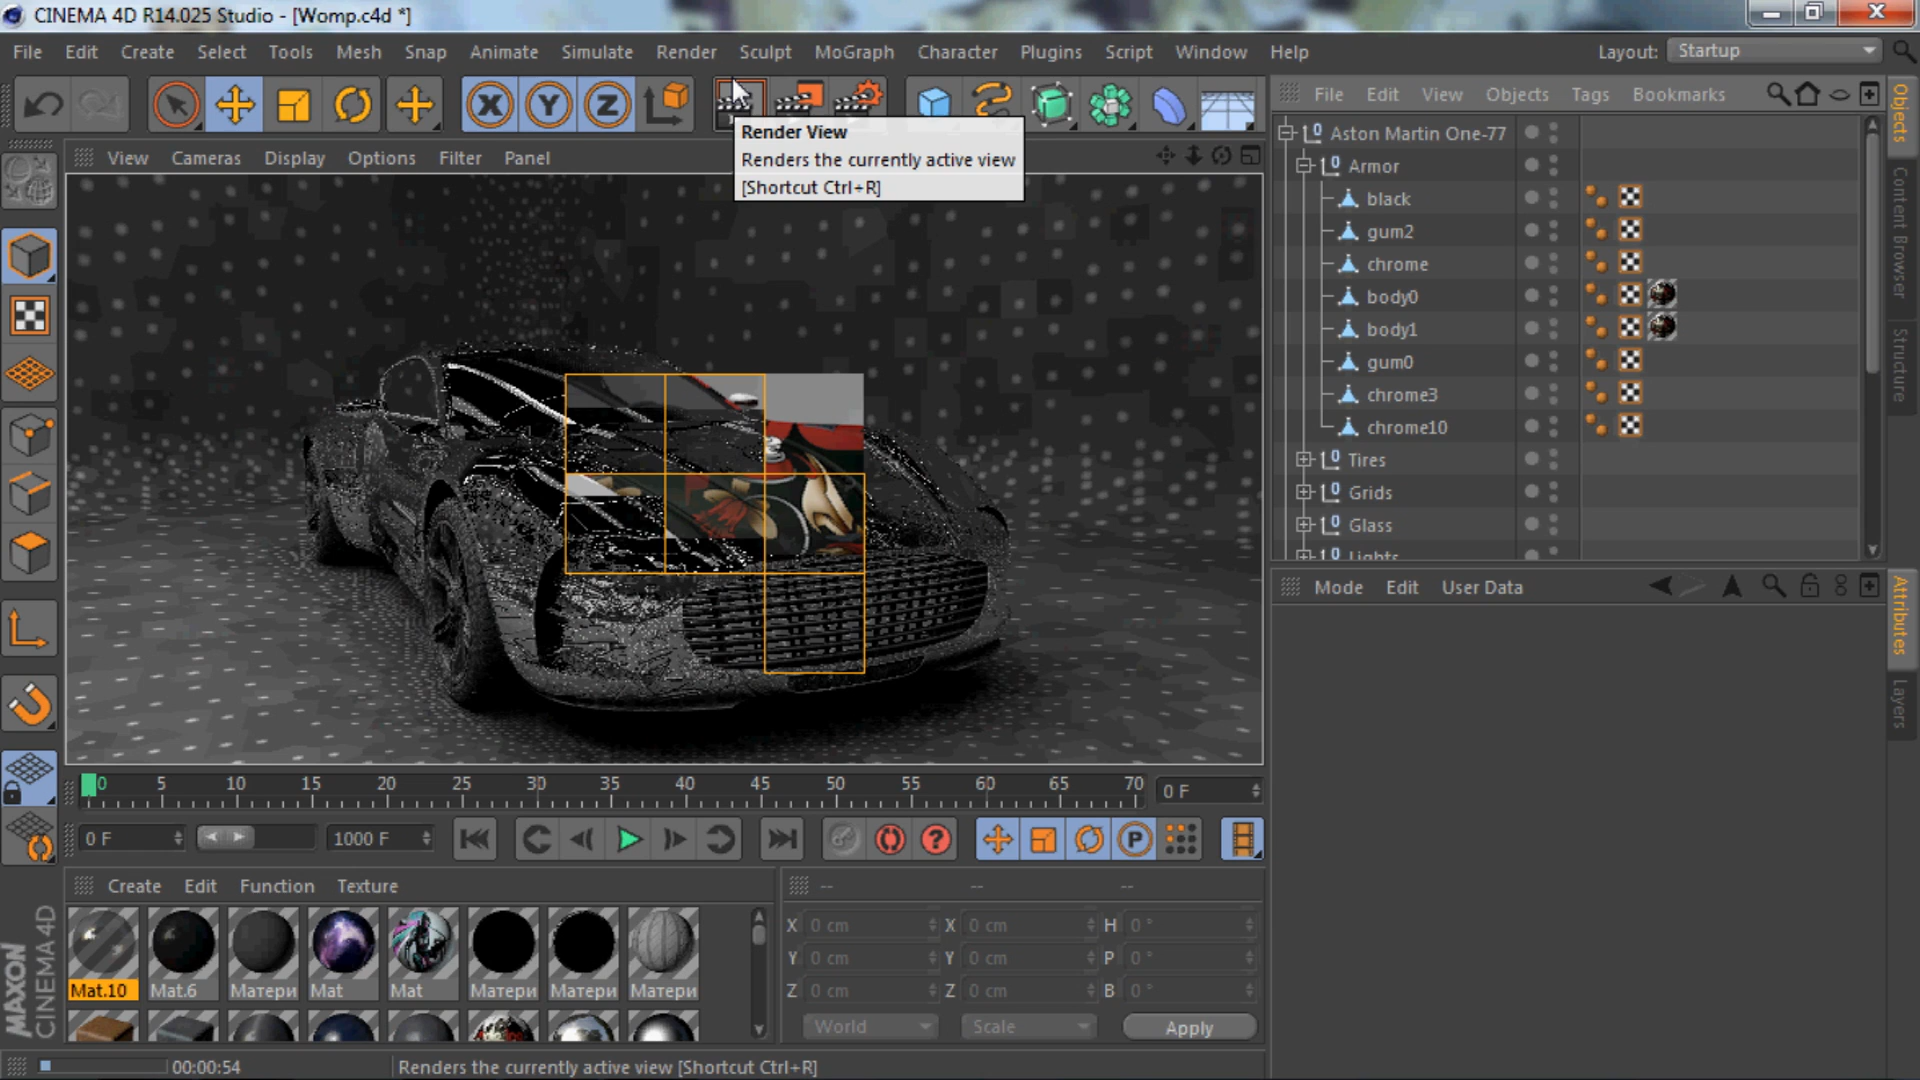 CINEMA 4D R14.025 Studio - [Womp.c4d *]
File Edit Create Select Tools Mesh Snap Animate Simulate Render Sculpt MoGraph Character Plugins Script Window Help Layout: Startup
X Y Z
File Edit View Objects Tags Bookmarks
View Cameras Display Options Filter Panel
Render View
Renders the currently active view
[Shortcut Ctrl+R]
Aston Martin One-77
Armor
black
gum2
chrome
body0
body1
gum0
chrome3
chrome10
Tires
Grids
Glass
Lights
Objects
Content Browser
Structure
Mode Edit User Data
Attributes
Layers
0 5 10 15 20 25 30 35 40 45 50 55 60 65 70 0 F
0 F 1000 F ? P
Create Edit Function Texture
-- -- --
Mat.10 Mat.6 Матери Mat Mat Матери Матери Матери
X 0 cm X 0 cm H 0 °
Y 0 cm Y 0 cm P 0 °
Z 0 cm Z 0 cm B 0 °
World Scale Apply
MAXON
CINEMA 4D
00:00:54 Renders the currently active view [Shortcut Ctrl+R]